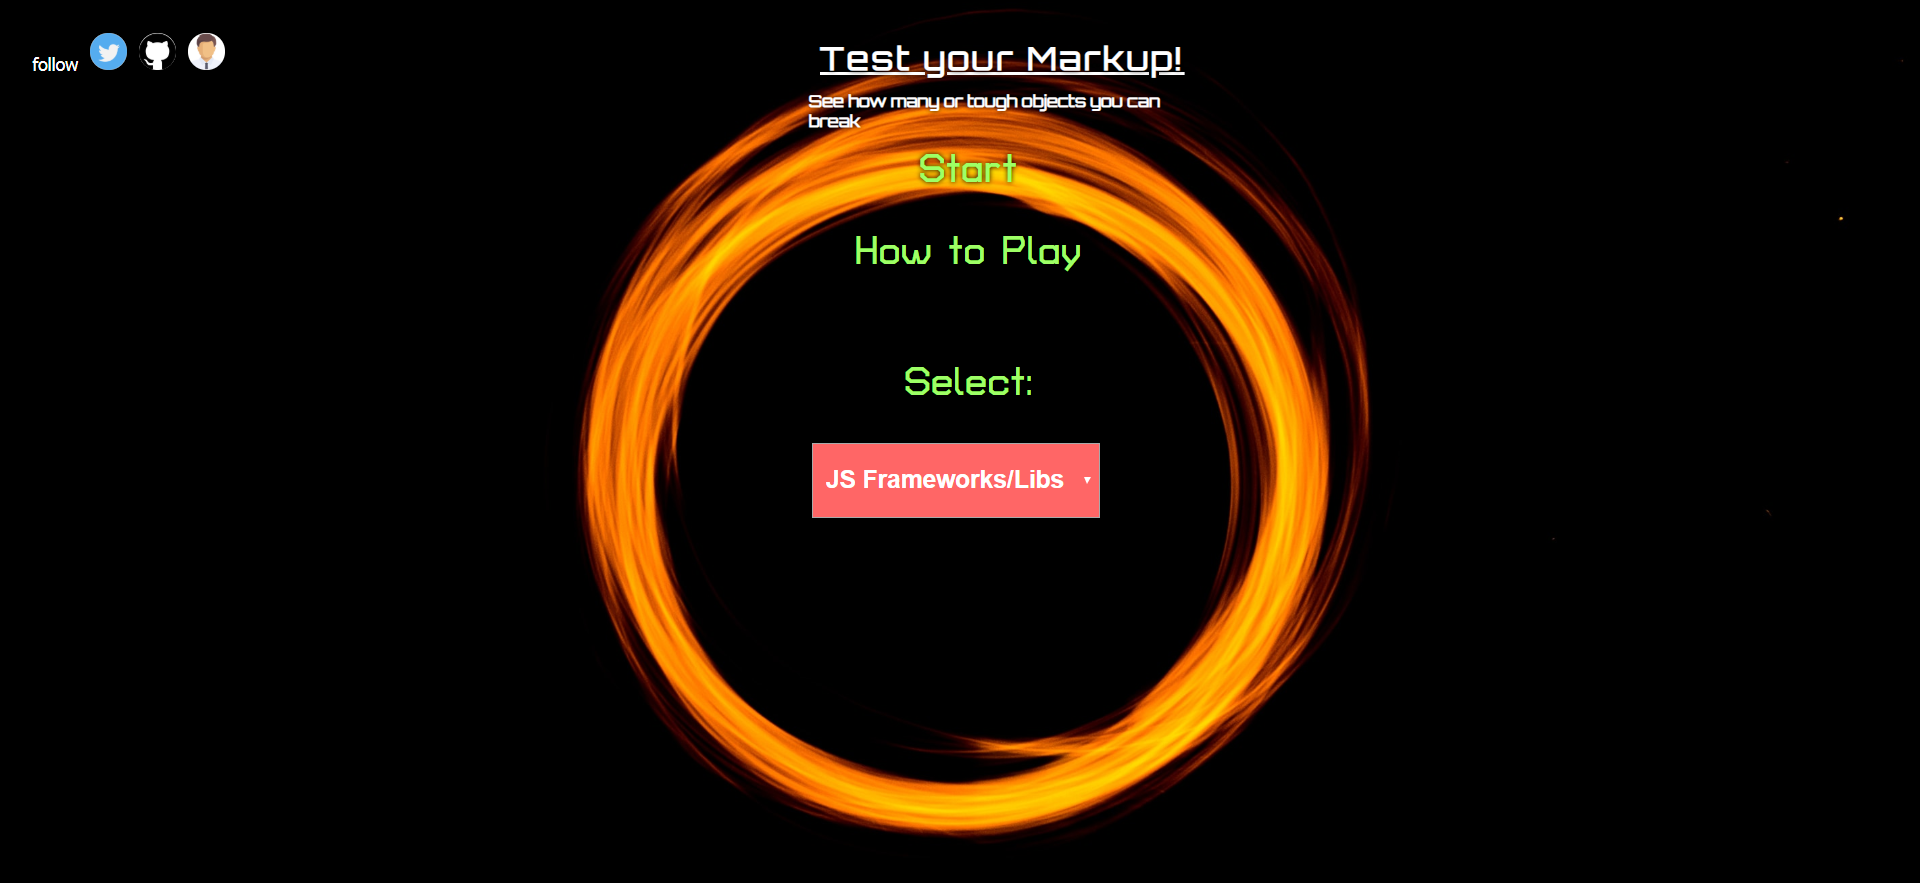 follow
Test your Markup!
See how many or tough objects you can
break
Start
How to Play
Select:
JS Frameworks/Libs